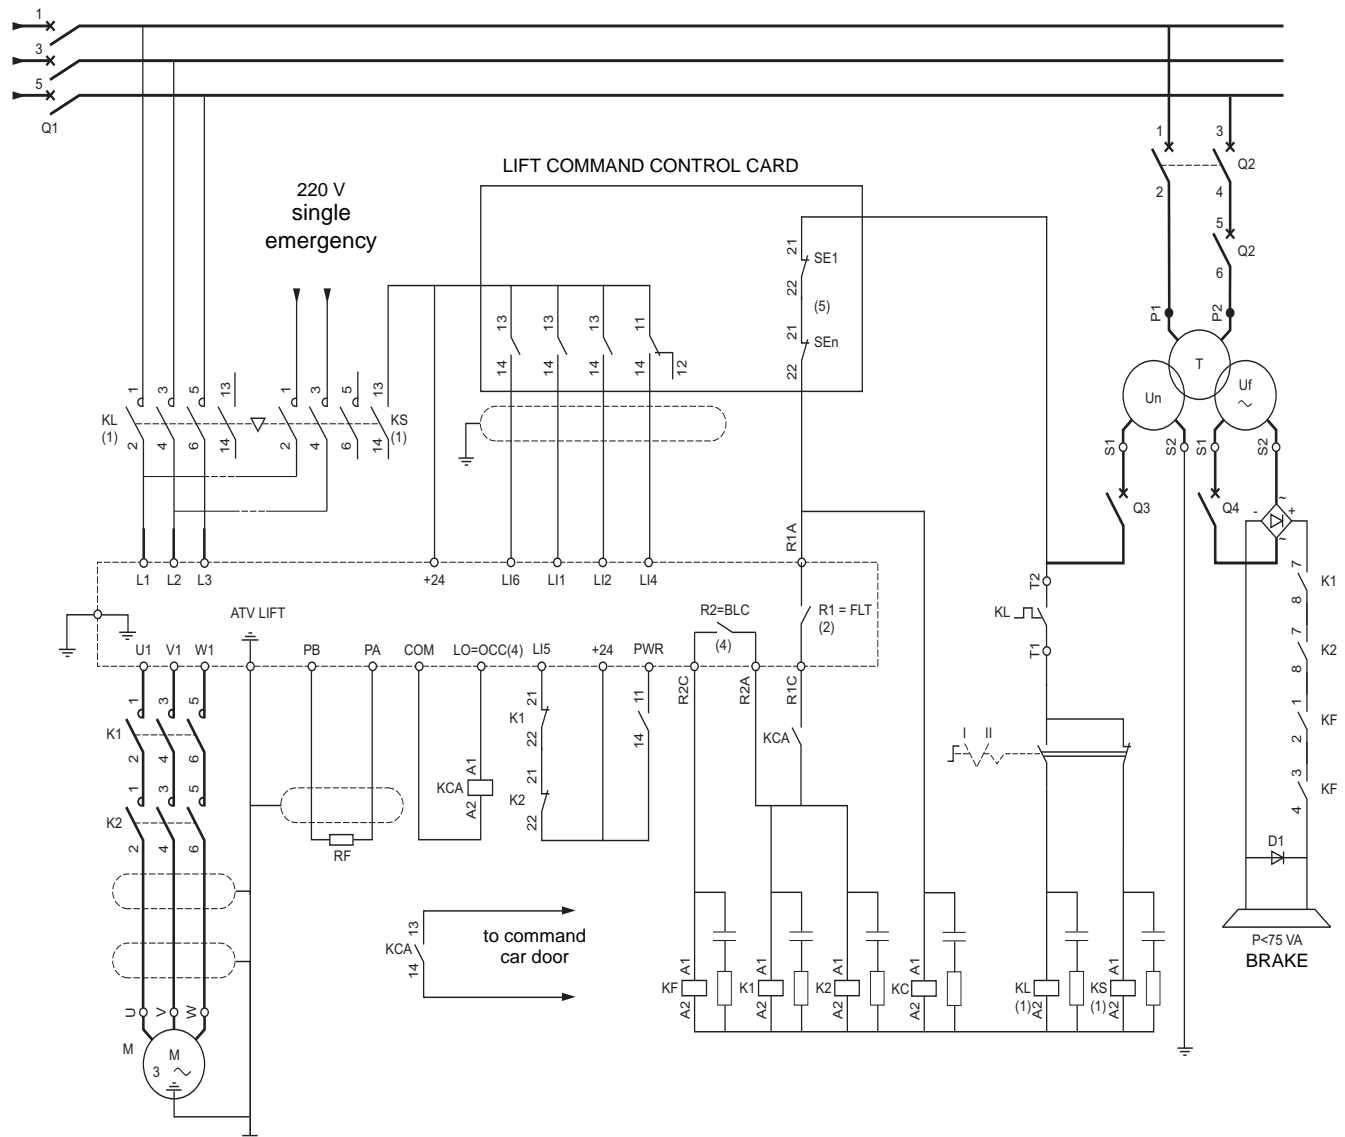 1
3
5
Q1
LIFT COMMAND CONTROL CARD
220 V
single
emergency
1
3
2
4
Q2
5
6
Q2
P1
P2
T
Un
Uf
S1
S2
S1
S2
21
22
SE1
(5)
21
22
SEn
13
14
13
14
13
14
11
14
12
KL
(1)
1
2
3
4
5
6
13
14
1
2
3
4
5
6
13
14
KS
(1)
Q3
Q4
~
-
+
~
R1A
L1
L2
L3
+24
LI6
LI1
LI2
LI4
ATV LIFT
R2=BLC
(4)
R1 = FLT
(2)
U1
V1
W1
PB
PA
COM
LO=OCC(4)
LI5
+24
PWR
R2C
R2A
R1C
T2
KL
T1
7
8
K1
7
8
K2
1
2
KF
3
4
KF
K1
1
2
3
4
5
6
K2
1
2
3
4
5
6
RF
KCA
A1
A2
K1
21
22
K2
21
22
11
14
KCA
I
II
D1
P<75 VA
BRAKE
KCA
13
14
to command
car door
KF
A1
A2
K1
A1
A2
K2
A1
A2
KC
A1
A2
KL
(1)
A1
A2
KS
(1)
A1
A2
U
V
W
M
M
3